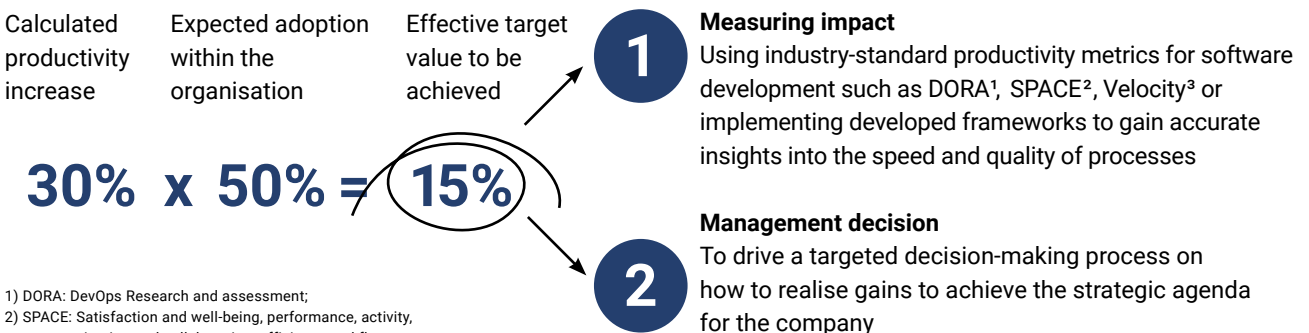 Calculated
productivity
increase
Expected adoption
within the
organisation
Effective target
value to be
achieved
30% x 50% = 15%
1) DORA: DevOps Research and assessment;
2) SPACE: Satisfaction and well-being, performance, activity,
1
Measuring impact
Using industry-standard productivity metrics for software
development such as DORA¹, SPACE², Velocity³ or
implementing developed frameworks to gain accurate
insights into the speed and quality of processes
2
Management decision
To drive a targeted decision-making process on
how to realise gains to achieve the strategic agenda
for the company